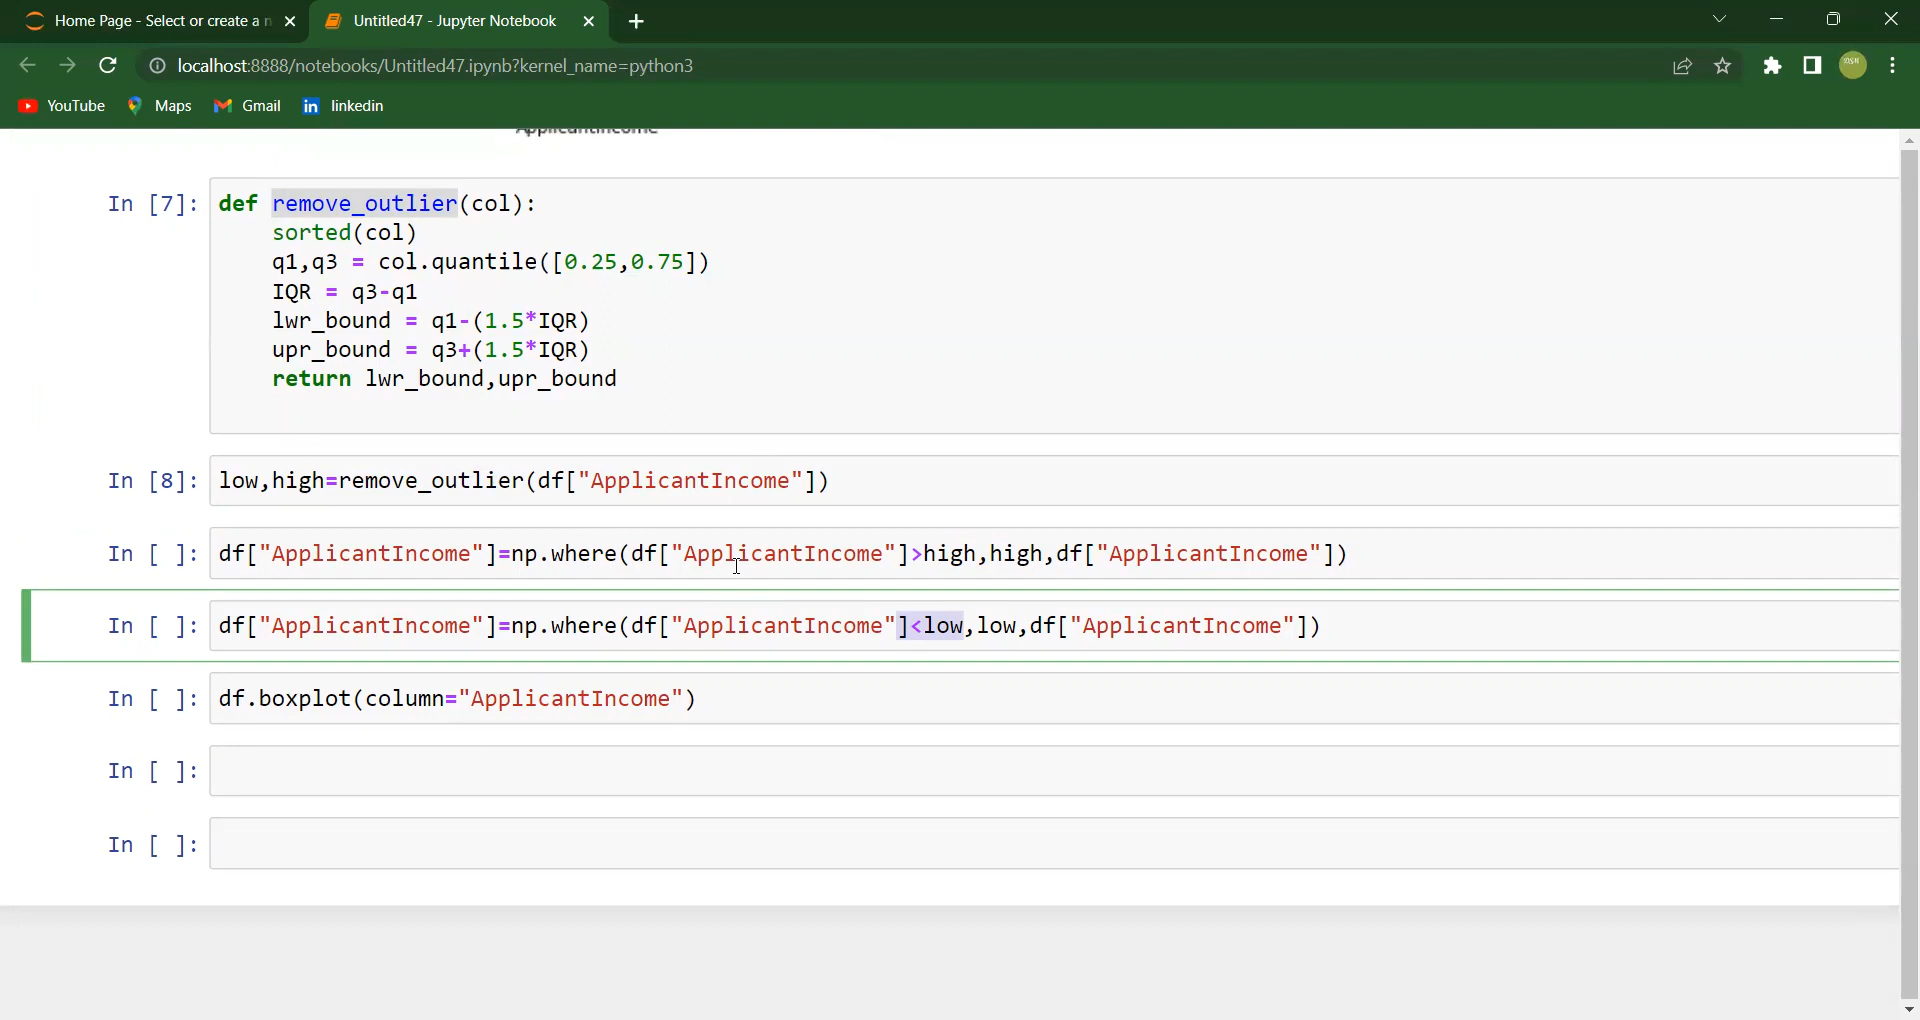 Home Page - Select or create a n
Untitled47 - Jupyter Notebook
localhost:8888/notebooks/Untitled47.ipynb?kernel_name=python3
YouTube Maps Gmail linkedin
ApplicantIncome
In [7]: def remove_outlier(col):
sorted(col)
q1,q3 = col.quantile([0.25,0.75])
IQR = q3-q1
lwr_bound = q1-(1.5*IQR)
upr_bound = q3+(1.5*IQR)
return lwr_bound,upr_bound
In [8]: low,high=remove_outlier(df["ApplicantIncome"])
In [ ]: df["ApplicantIncome"]=np.where(df["ApplicantIncome"]>high,high,df["ApplicantIncome"])
In [ ]: df["ApplicantIncome"]=np.where(df["ApplicantIncome"]<low,low,df["ApplicantIncome"])
In [ ]: df.boxplot(column="ApplicantIncome")
In [ ]:
In [ ]: